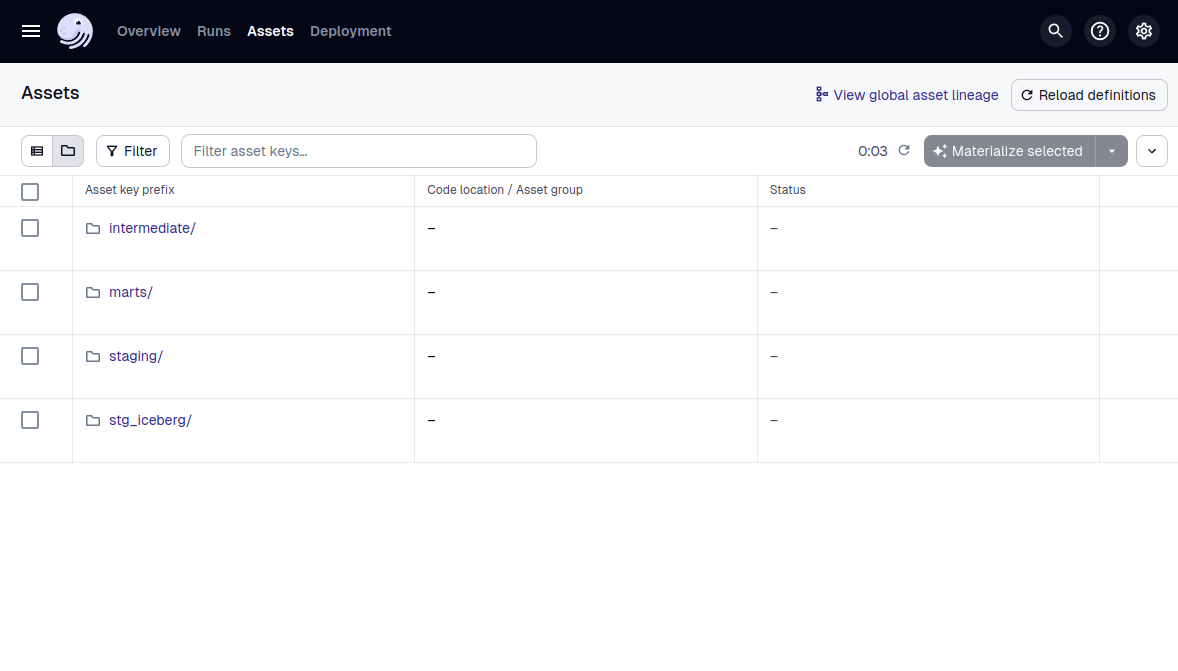 Overview Runs Assets Deployment
Assets
View global asset lineage Reload definitions
Filter Filter asset keys… 0:03 Materialize selected
Asset key prefix Code location / Asset group Status
intermediate/ – –
marts/ – –
staging/ – –
stg_iceberg/ – –